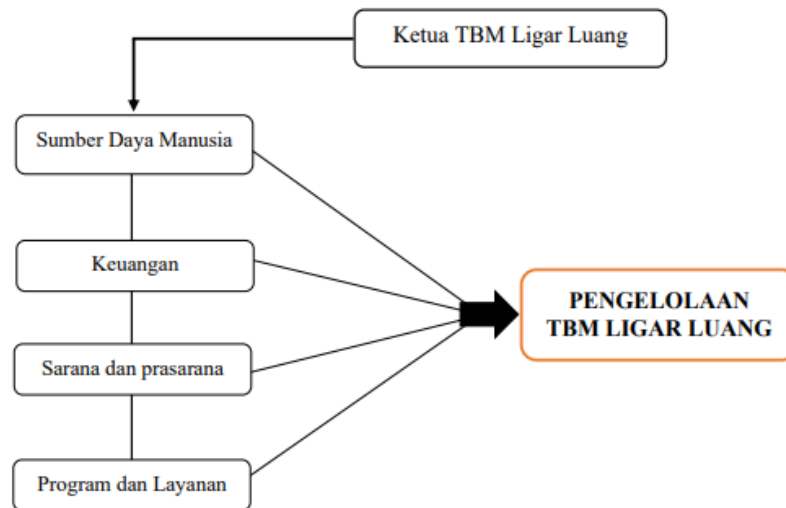 Ketua TBM Ligar Luang
Sumber Daya Manusia
Keuangan
PENGELOLAAN
TBM LIGAR LUANG
Sarana dan prasarana
Program dan Layanan